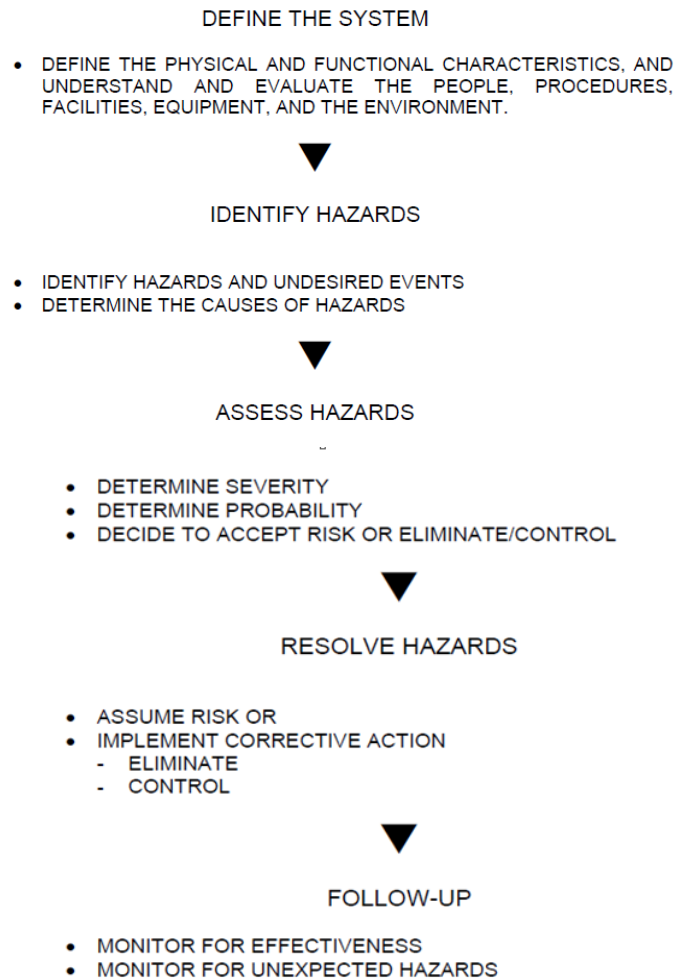 DEFINE THE SYSTEM
• DEFINE THE PHYSICAL AND FUNCTIONAL CHARACTERISTICS, AND
UNDERSTAND AND EVALUATE THE PEOPLE, PROCEDURES,
FACILITIES, EQUIPMENT, AND THE ENVIRONMENT.
IDENTIFY HAZARDS
• IDENTIFY HAZARDS AND UNDESIRED EVENTS
• DETERMINE THE CAUSES OF HAZARDS
ASSESS HAZARDS
• DETERMINE SEVERITY
• DETERMINE PROBABILITY
• DECIDE TO ACCEPT RISK OR ELIMINATE/CONTROL
RESOLVE HAZARDS
• ASSUME RISK OR
• IMPLEMENT CORRECTIVE ACTION
- ELIMINATE
- CONTROL
FOLLOW-UP
• MONITOR FOR EFFECTIVENESS
• MONITOR FOR UNEXPECTED HAZARDS